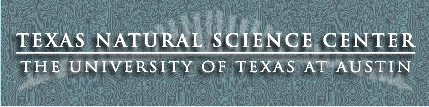 TEXAS NATURAL SCIENCE CENTER
THE UNIVERSITY OF TEXAS AT AUSTIN